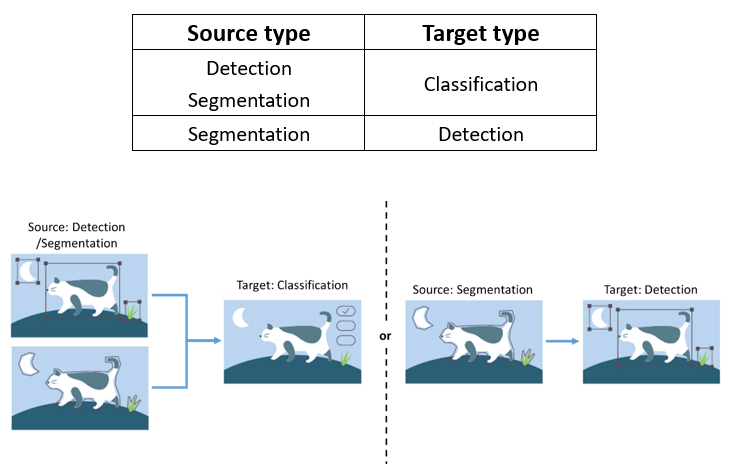 Source type
Target type
Detection
Segmentation
Classification
Segmentation
Detection
Source: Detection
/Segmentation
Target: Classification
or
Source: Segmentation
Target: Detection